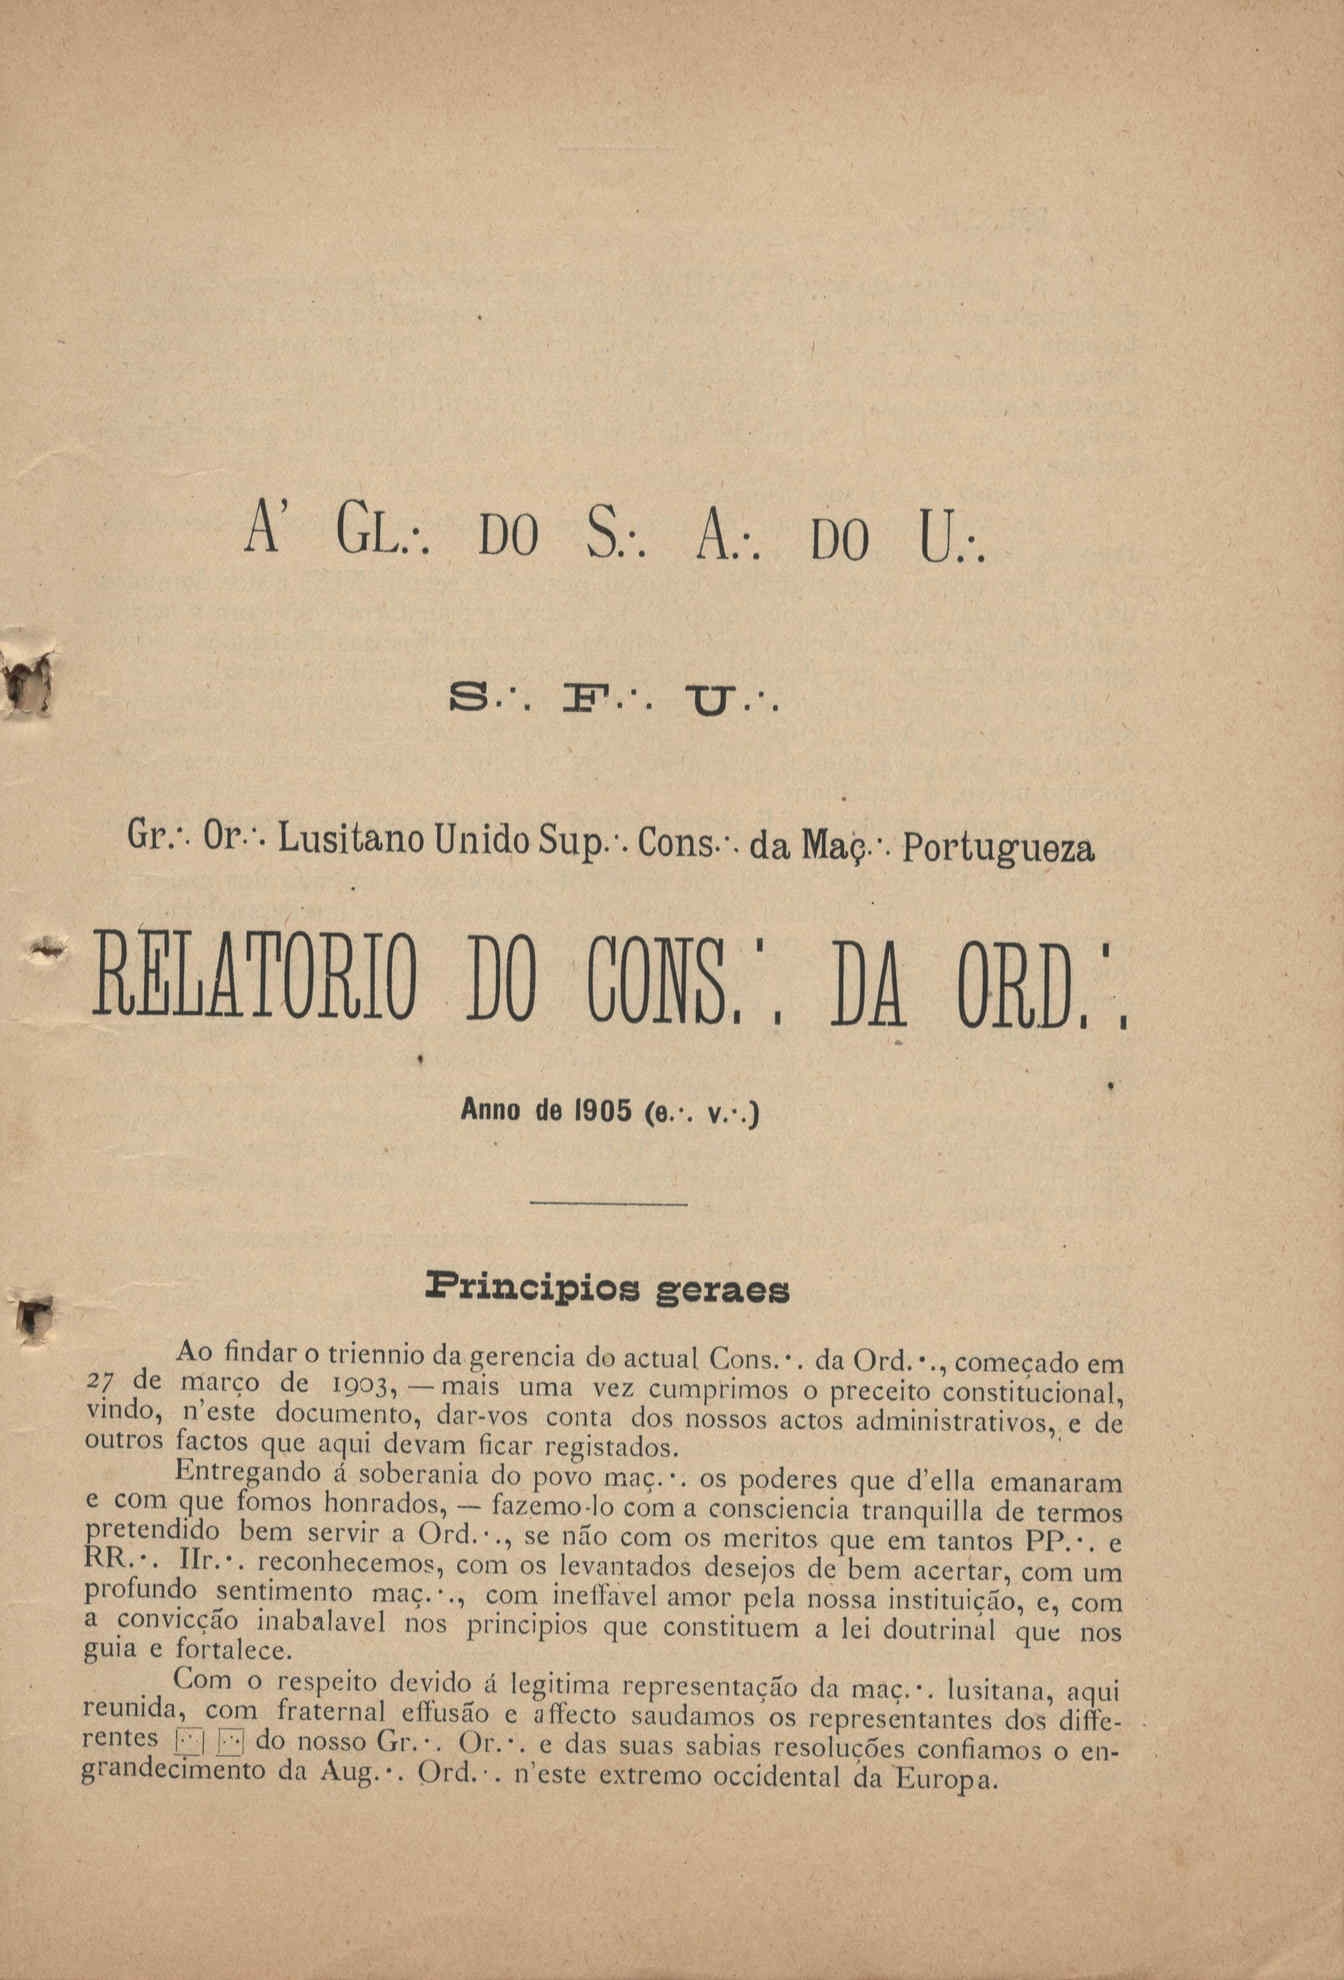 A' GL.∴ DO S.∴ A.∴ DO U.∴
S.∴ F.∴ U.∴
Gr.∴ Or.∴ Lusitano Unido Sup.∴ Cons.∴ da Maç.∴ Portugueza
RELATORIO DO CONS.∴ DA ORD.∴
Anno de 1905 (e.∴ v.∴)
Principios geraes
Ao findar o triennio da gerencia do actual Cons.∴ da Ord.∴, começado em
27 de março de 1903, — mais uma vez cumprimos o preceito constitucional,
vindo, n'este documento, dar-vos conta dos nossos actos administrativos, e de
outros factos que aqui devam ficar registados.
Entregando á soberania do povo maç.∴ os poderes que d'ella emanaram
e com que fomos honrados, — fazemo-lo com a consciencia tranquilla de termos
pretendido bem servir a Ord.∴, se não com os meritos que em tantos PP.∴ e
RR.∴ IIr.∴ reconhecemos, com os levantados desejos de bem acertar, com um
profundo sentimento maç.∴, com ineffavel amor pela nossa instituição, e, com
a convicção inabalavel nos principios que constituem a lei doutrinal que nos
guia e fortalece.
Com o respeito devido á legitima representação da maç.∴ lusitana, aqui
reunida, com fraternal effusão e affecto saudamos os representantes dos diffe-
rentes [∴] [∴] do nosso Gr.∴ Or.∴ e das suas sabias resoluções confiamos o en-
grandecimento da Aug.∴ Ord.∴ n'este extremo occidental da Europa.